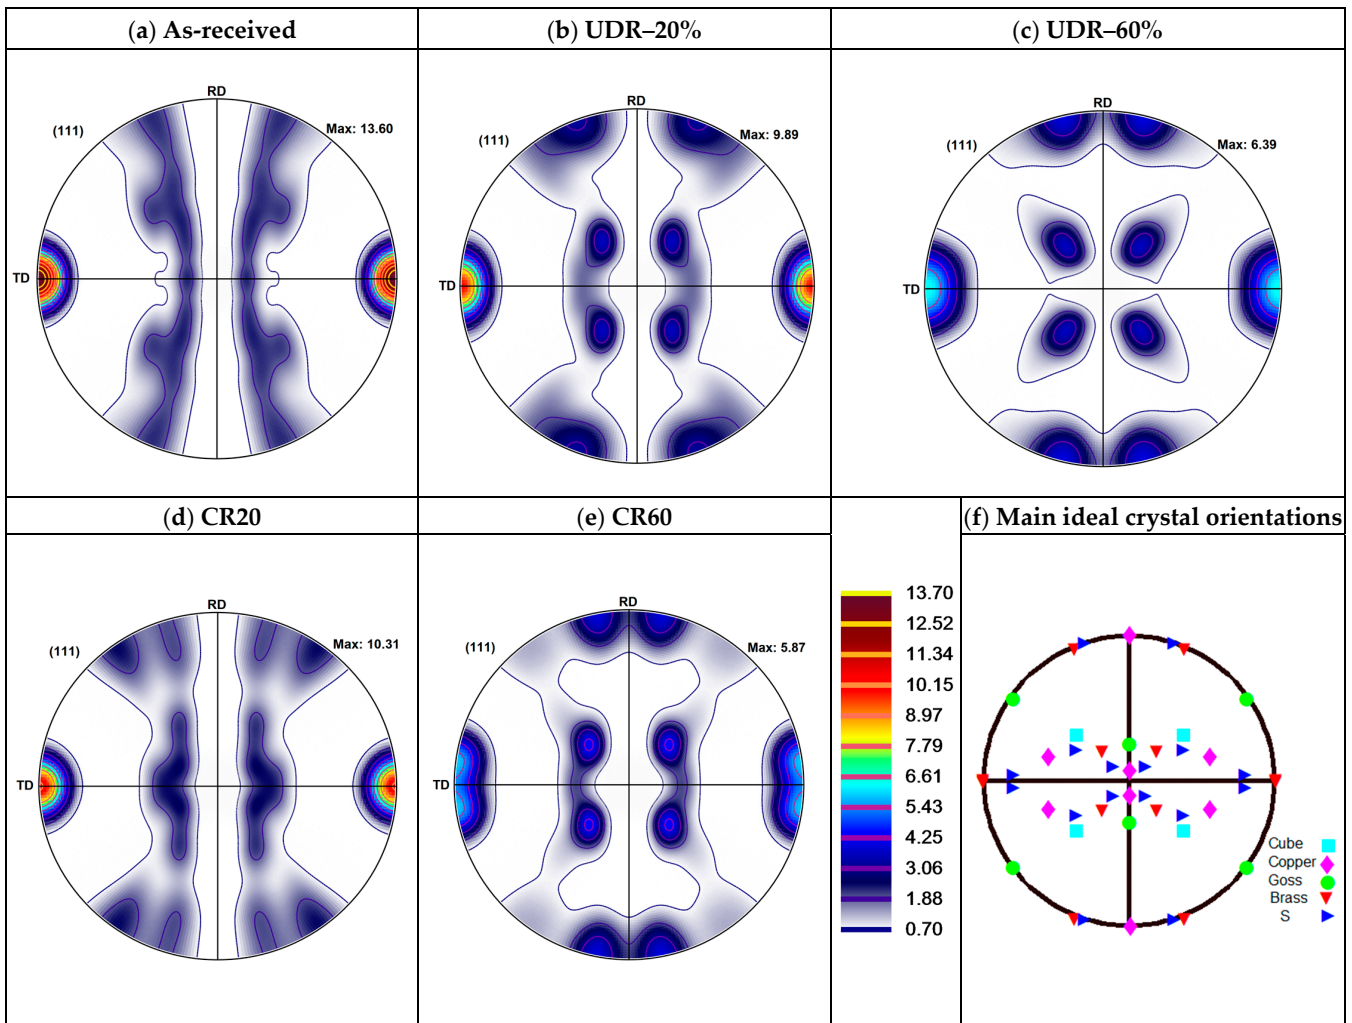 (a) As-received
(b) UDR–20%
(c) UDR–60%
RD
(111)
Max: 13.60
TD
RD
(111)
Max: 9.89
TD
RD
(111)
Max: 6.39
TD
(d) CR20
(e) CR60
(f) Main ideal crystal orientations
RD
(111)
Max: 10.31
TD
RD
(111)
Max: 5.87
TD
13.70
12.52
11.34
10.15
8.97
7.79
6.61
5.43
4.25
3.06
1.88
0.70
Cube
Copper
Goss
Brass
S